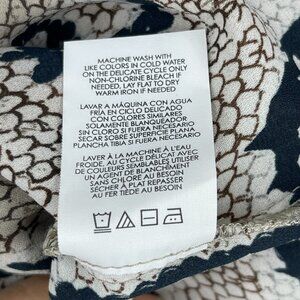 MACHINE WASH WITH
LIKE COLORS IN COLD WATER
ON THE DELICATE CYCLE ONLY
NON-CHLORINE BLEACH IF
NEEDED, LAY FLAT TO DRY
WARM IRON IF NEEDED
LAVAR A MÁQUINA CON AGUA
FRÍA EN CICLO DELICADO
CON COLORES SIMILARES
SOLAMENTE BLANQUEADOR
SIN CLORO SI FUERA NECESARIO
SECAR SOBRE SUPERFICIE PLANA
PLANCHA TIBIA SI FUERA NECESARIO
LAVER À LA MACHINE À L'EAU
FROIDE, AU CYCLE DÉLICAT AVEC
DE COULEURS SEMBLABLES UTILISER
UN AGENT DE BLANCHIMENT
SANS CHLORE AU BESOIN
SÉCHER À PLAT
AU FER TIÈDE AU BESOIN